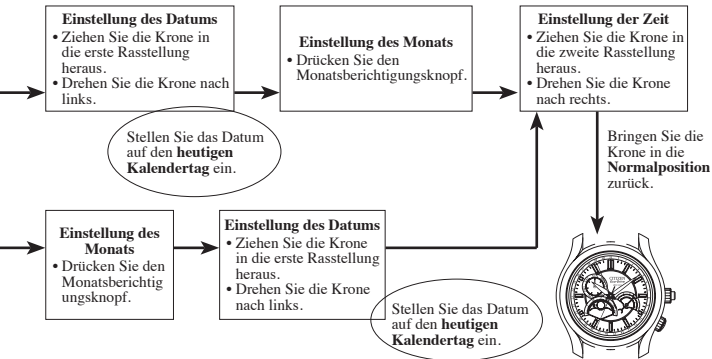 Einstellung des Datums
• Ziehen Sie die Krone in
die erste Rasstellung
heraus.
• Drehen Sie die Krone nach
links.
Stellen Sie das Datum
auf den heutigen
Kalendertag ein.
Einstellung des Monats
• Drücken Sie den
Monatsberichtigungsknopf.
Einstellung der Zeit
• Ziehen Sie die Krone in
die zweite Rasstellung
heraus.
• Drehen Sie die Krone
nach rechts.
Bringen Sie die
Krone in die
Normalposition
zurück.
Einstellung des
Monats
• Drücken Sie den
Monatsberichtig
ungsknopf.
Einstellung des Datums
• Ziehen Sie die Krone
in die erste Rasstellung
heraus.
• Drehen Sie die Krone
nach links.
Stellen Sie das Datum
auf den heutigen
Kalendertag ein.
CITIZEN